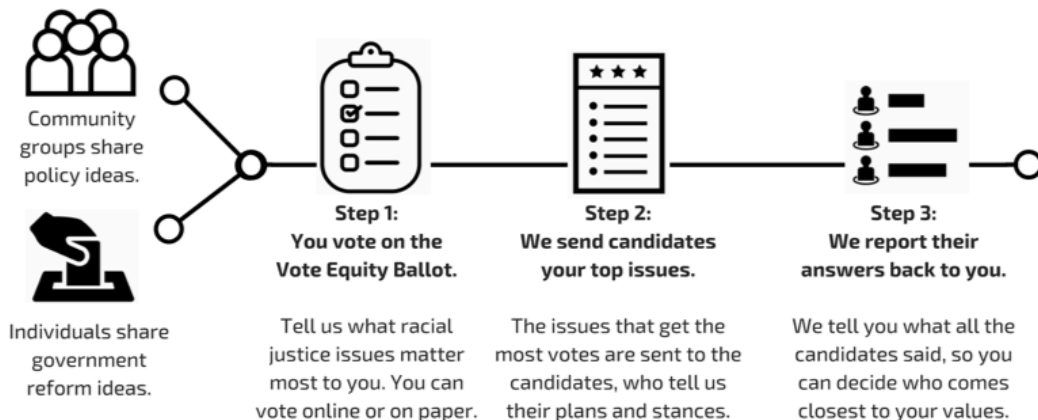 Community
groups share
policy ideas.
Individuals share
government
reform ideas.
Step 1:
You vote on the
Vote Equity Ballot.
Tell us what racial
justice issues matter
most to you. You can
vote online or on paper.
Step 2:
We send candidates
your top issues.
The issues that get the
most votes are sent to the
candidates, who tell us
their plans and stances.
Step 3:
We report their
answers back to you.
We tell you what all the
candidates said, so you
can decide who comes
closest to your values.